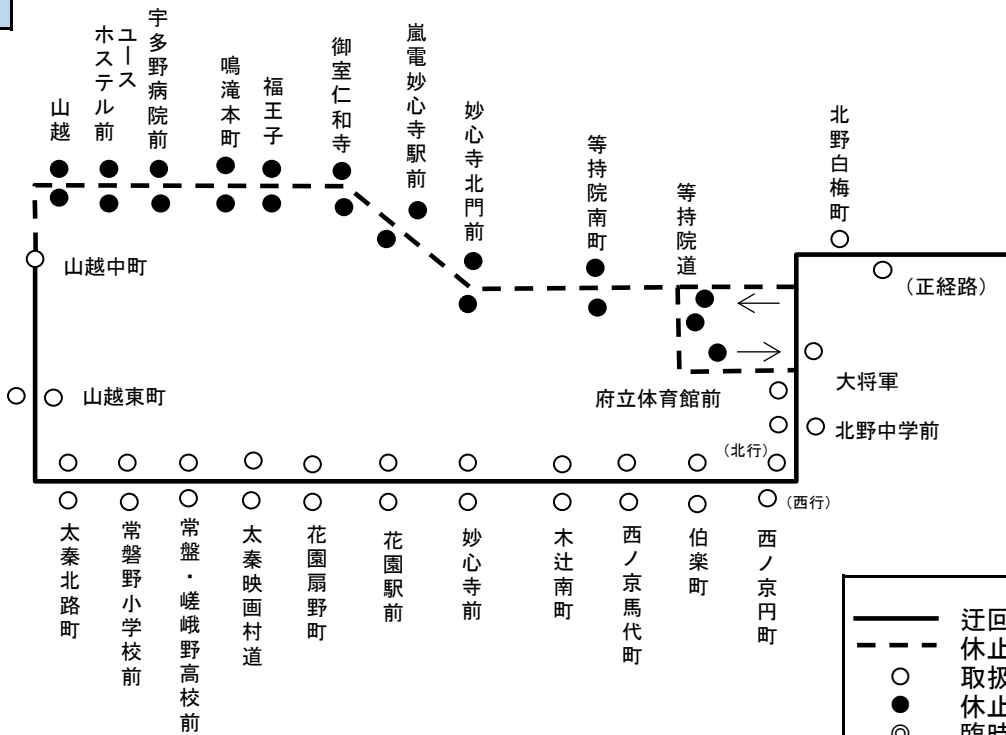 山越
ユース
ホステル前
宇多野病院前
鳴滝本町
福王子
御室仁和寺
嵐電妙心寺駅前
妙心寺北門前
等持院南町
等持院道
北野白梅町
(正経路)
山越中町
山越東町
府立体育館前
大将軍
北野中学前
(北行)
(西行)
太秦北路町
常磐野小学校前
常盤・嵯峨野高校前
太秦映画村道
花園扇野町
花園駅前
妙心寺前
木辻南町
西ノ京馬代町
伯楽町
西ノ京円町
迂回
休止
取扱
休止
臨時